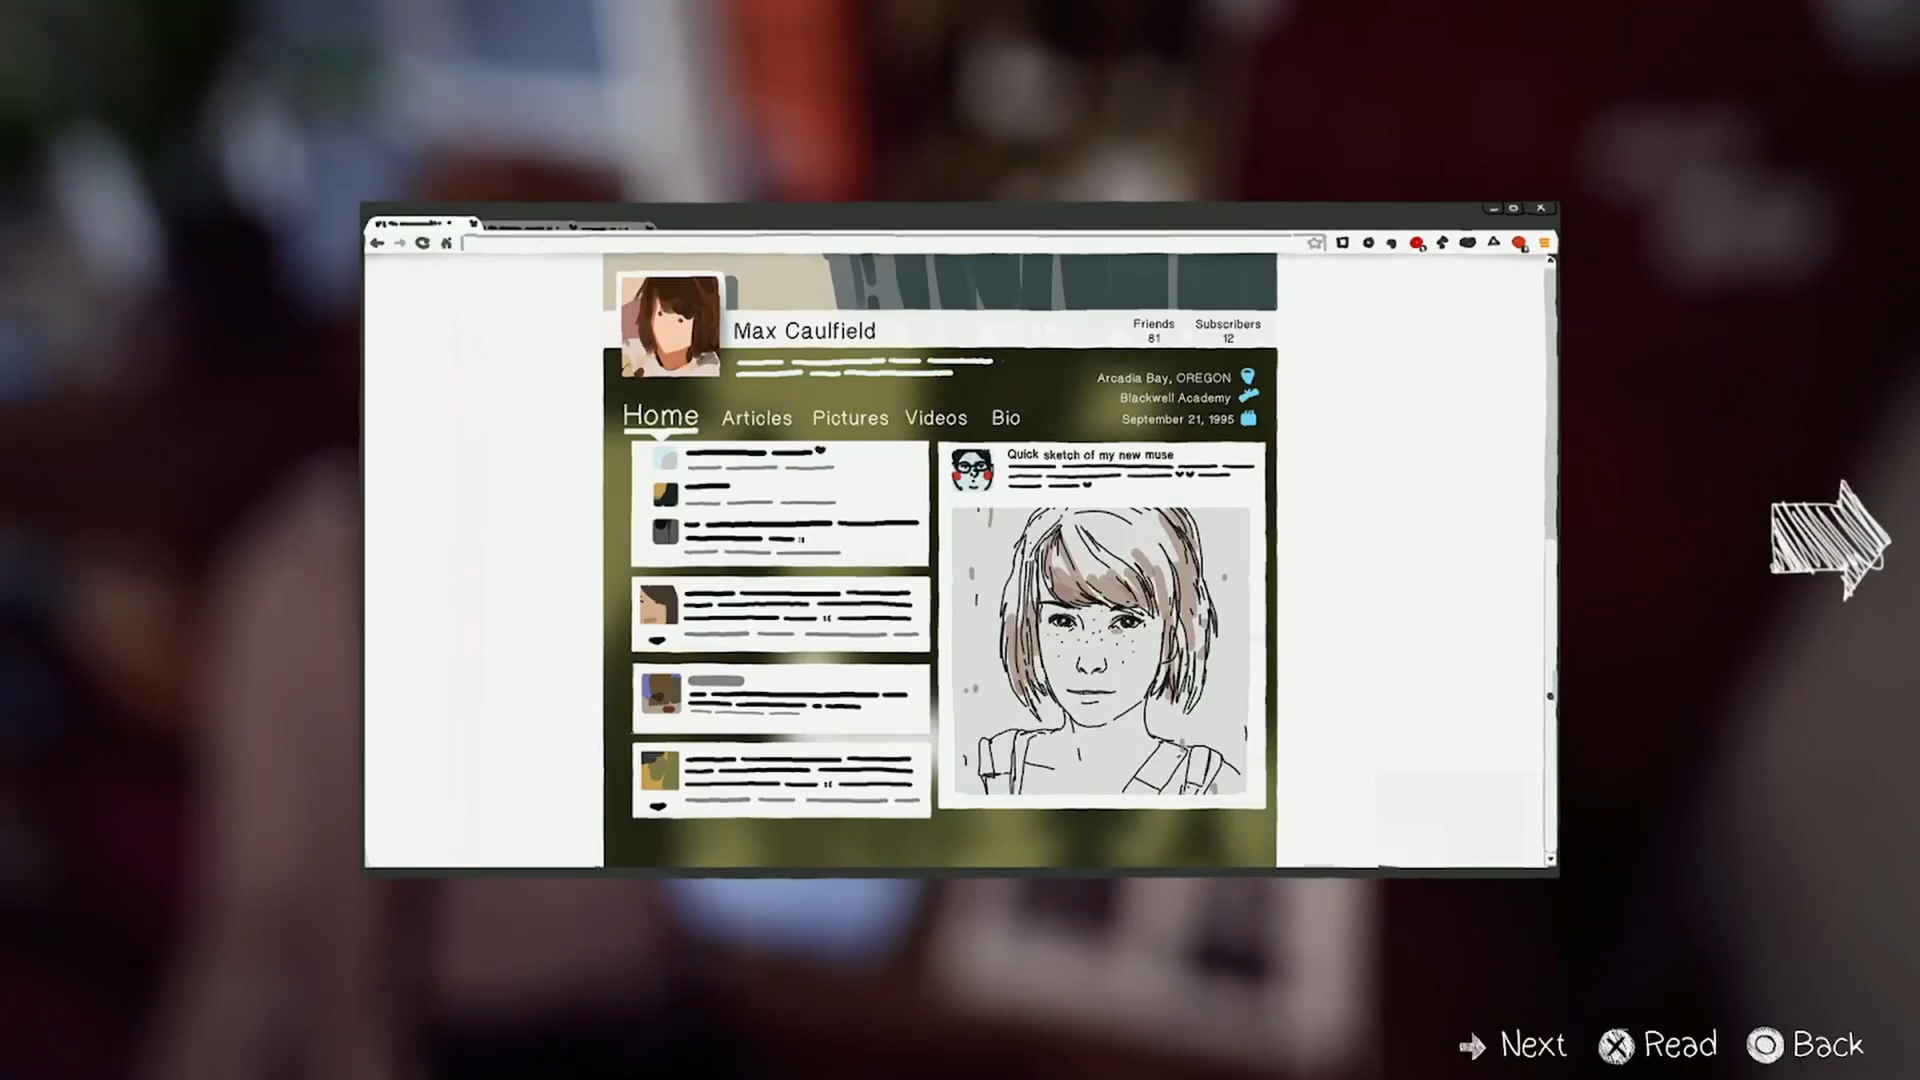 Max Caulfield
Friends
81
Subscribers
12
Arcadia Bay, OREGON
Blackwell Academy
September 21, 1995
Home Articles Pictures Videos Bio
Quick sketch of my new muse
Next Read Back